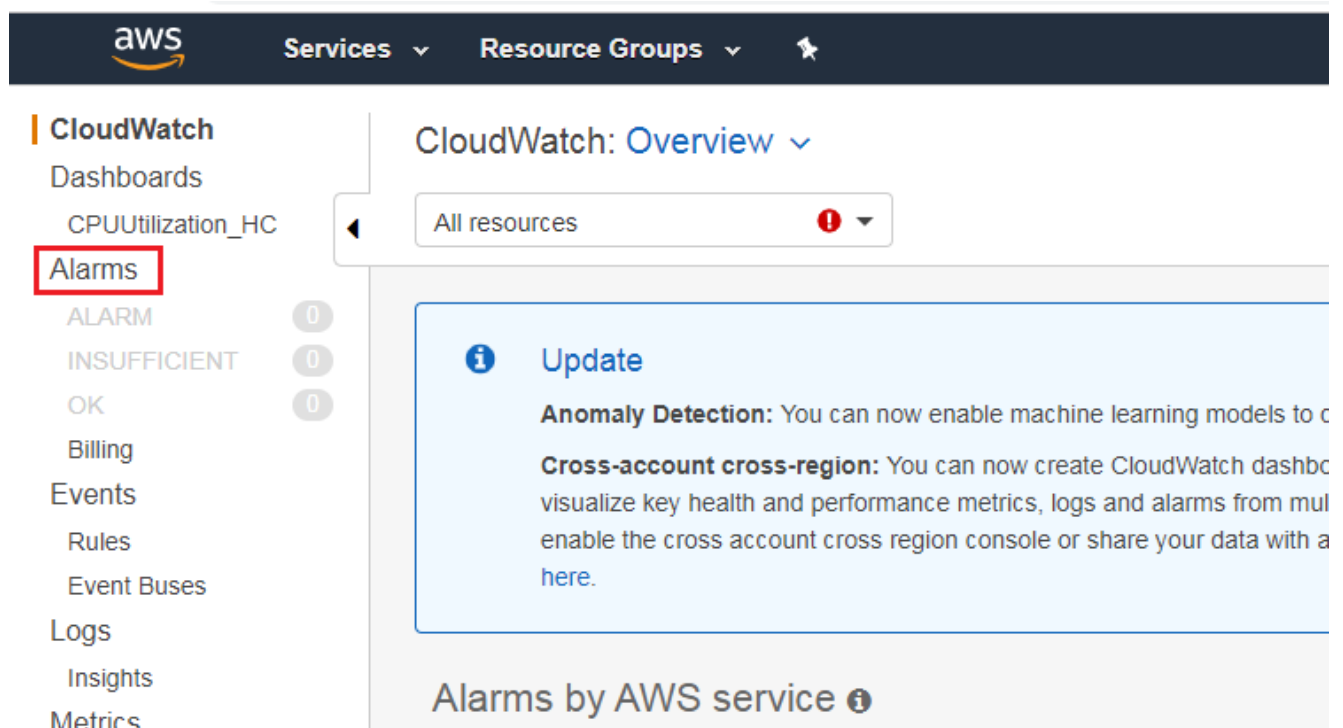 aws
Services
Resource Groups
CloudWatch
Dashboards
CPUUtilization_HC
Alarms
ALARM 0
INSUFFICIENT 0
OK 0
Billing
Events
Rules
Event Buses
Logs
Insights
Metrics
CloudWatch: Overview
All resources
Update
Anomaly Detection: You can now enable machine learning models to
Cross-account cross-region: You can now create CloudWatch
visualize key health and performance metrics, logs and alarms from
enable the cross account cross region console or share your data with
here.
Alarms by AWS service